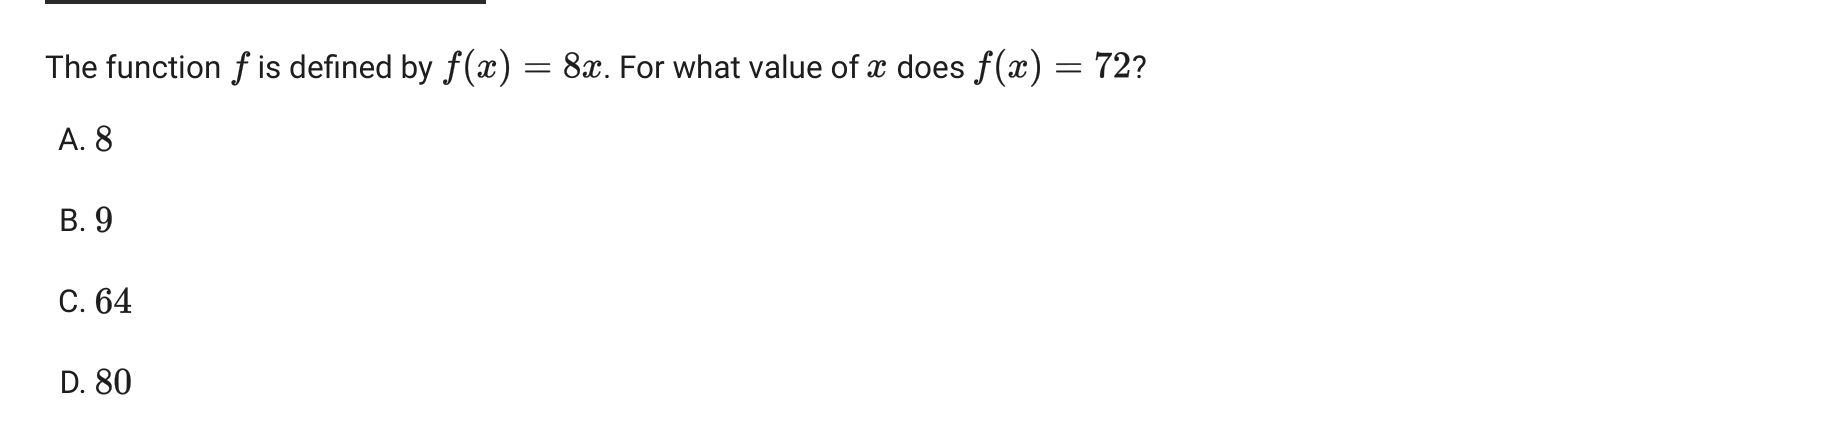 The function f is defined by f(x) = 8x. For what value of x does f(x) = 72?
A. 8
B. 9
C. 64
D. 80